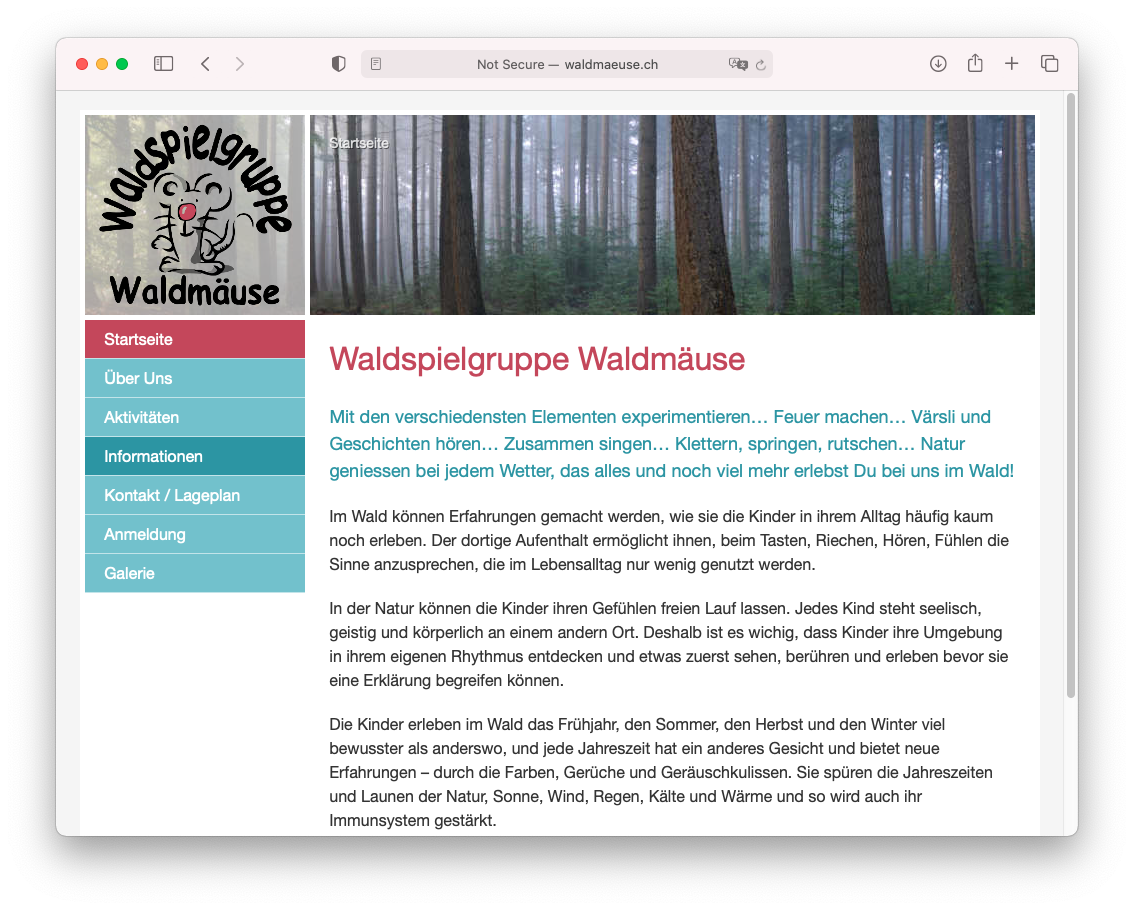 Not Secure — waldmaeuse.ch
Waldspielgruppe
Waldmäuse
Startseite
Startseite
Über Uns
Aktivitäten
Informationen
Kontakt / Lageplan
Anmeldung
Galerie
Waldspielgruppe Waldmäuse
Mit den verschiedensten Elementen experimentieren… Feuer machen… Värsli und
Geschichten hören… Zusammen singen… Klettern, springen, rutschen… Natur
geniessen bei jedem Wetter, das alles und noch viel mehr erlebst Du bei uns im Wald!
Im Wald können Erfahrungen gemacht werden, wie sie die Kinder in ihrem Alltag häufig kaum
noch erleben. Der dortige Aufenthalt ermöglicht ihnen, beim Tasten, Riechen, Hören, Fühlen die
Sinne anzusprechen, die im Lebensalltag nur wenig genutzt werden.
In der Natur können die Kinder ihren Gefühlen freien Lauf lassen. Jedes Kind steht seelisch,
geistig und körperlich an einem andern Ort. Deshalb ist es wichig, dass Kinder ihre Umgebung
in ihrem eigenen Rhythmus entdecken und etwas zuerst sehen, berühren und erleben bevor sie
eine Erklärung begreifen können.
Die Kinder erleben im Wald das Frühjahr, den Sommer, den Herbst und den Winter viel
bewusster als anderswo, und jede Jahreszeit hat ein anderes Gesicht und bietet neue
Erfahrungen – durch die Farben, Gerüche und Geräuschkulissen. Sie spüren die Jahreszeiten
und Launen der Natur, Sonne, Wind, Regen, Kälte und Wärme und so wird auch ihr
Immunsystem gestärkt.